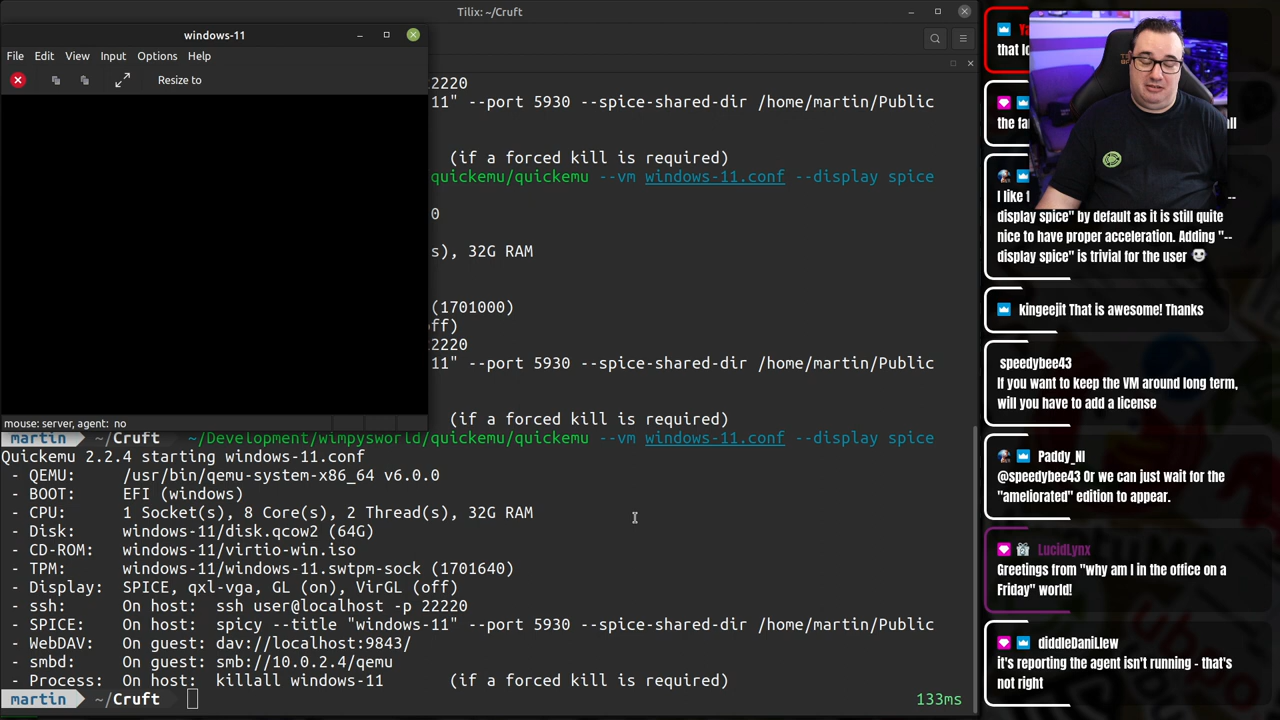 Tilix: ~/Cruft
windows-11
File Edit View Input Options Help
Resize to
2220
11" --port 5930 --spice-shared-dir /home/martin/Public
(if a forced kill is required)
quickemu/quickemu --vm windows-11.conf --display spice
0
s), 32G RAM
(1701000)
ff)
2220
11" --port 5930 --spice-shared-dir /home/martin/Public
(if a forced kill is required)
mouse: server, agent: no
martin ~/Cruft ~/Development/wimpysworld/quickemu/quickemu --vm windows-11.conf --display spice
Quickemu 2.2.4 starting windows-11.conf
- QEMU: /usr/bin/qemu-system-x86_64 v6.0.0
- BOOT: EFI (windows)
- CPU: 1 Socket(s), 8 Core(s), 2 Thread(s), 32G RAM
- Disk: windows-11/disk.qcow2 (64G)
- CD-ROM: windows-11/virtio-win.iso
- TPM: windows-11/windows-11.swtpm-sock (1701640)
- Display: SPICE, qxl-vga, GL (on), VirGL (off)
- ssh: On host: ssh user@localhost -p 22220
- SPICE: On host: spicy --title "windows-11" --port 5930 --spice-shared-dir /home/martin/Public
- WebDAV: On guest: dav://localhost:9843/
- smbd: On guest: smb://10.0.2.4/qemu
- Process: On host: killall windows-11 (if a forced kill is required)
martin ~/Cruft 133ms
that
the
I like
display spice" by default as it is still quite
nice to have proper acceleration. Adding "--
display spice" is trivial for the user
kingeejit That is awesome! Thanks
speedybee43
If you want to keep the VM around long term,
will you have to add a license
Paddy_NI
@speedybee43 Or we can just wait for the
"ameliorated" edition to appear.
LucidLynx
Greetings from "why am I in the office on a
Friday" world!
diddleDaniLlew
it's reporting the agent isn't running - that's
not right